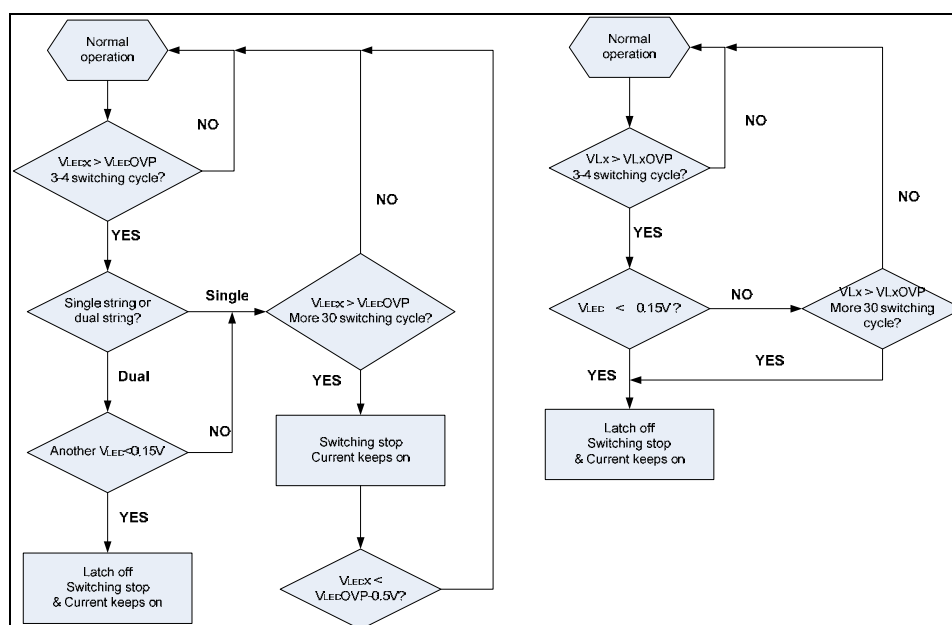 Normal
operation
NO
VLEDX > VLEDOVP
3-4 switching cycle?
YES
Single string or
dual string?
Single
Dual
Another VLED<0.15V
NO
YES
Latch off
Switching stop
& Current keeps on
NO
VLEDX > VLEDOVP
More 30 switching cycle?
YES
Switching stop
Current keeps on
VLEDX <
VLEDOVP-0.5V?
Normal
operation
NO
VLx > VLxOVP
3-4 switching cycle?
YES
VLED < 0.15V?
NO
YES
NO
VLx > VLxOVP
More 30 switching
cycle?
YES
Latch off
Switching stop
& Current keeps on